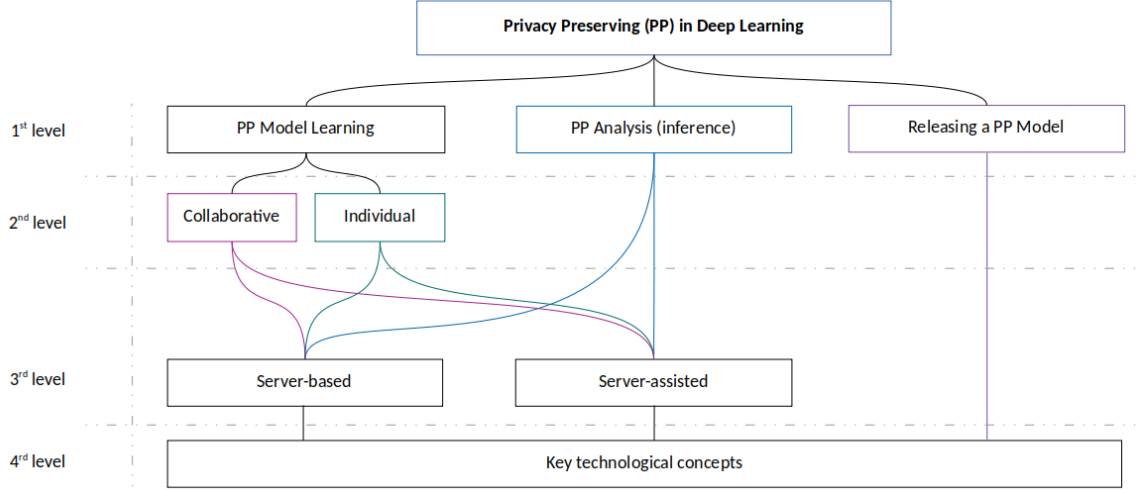 Privacy Preserving (PP) in Deep Learning
1st level
PP Model Learning
PP Analysis (inference)
Releasing a PP Model
2nd level
Collaborative
Individual
3rd level
Server-based
Server-assisted
4rd level
Key technological concepts